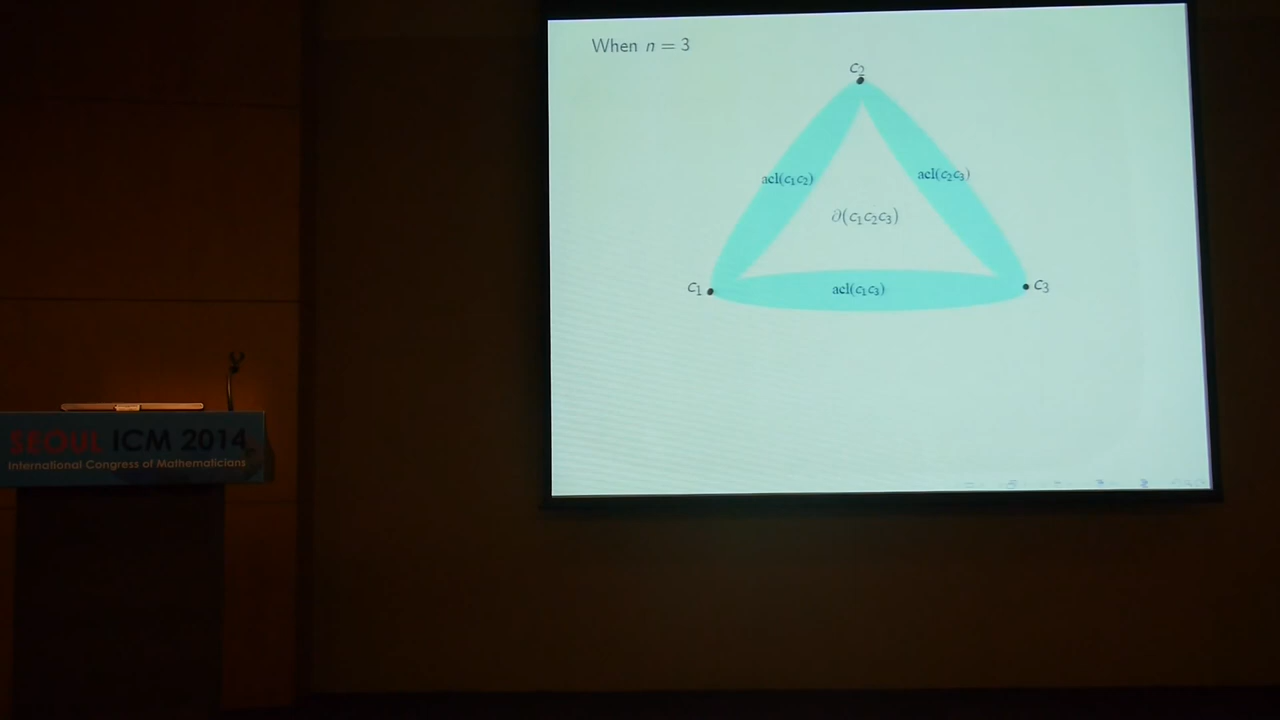 When n = 3
c₂
acl(c₁c₂)
acl(c₂c₃)
∂(c₁c₂c₃)
c₁
acl(c₁c₃)
c₃
SEOUL ICM 2014
International Congress of Mathematicians